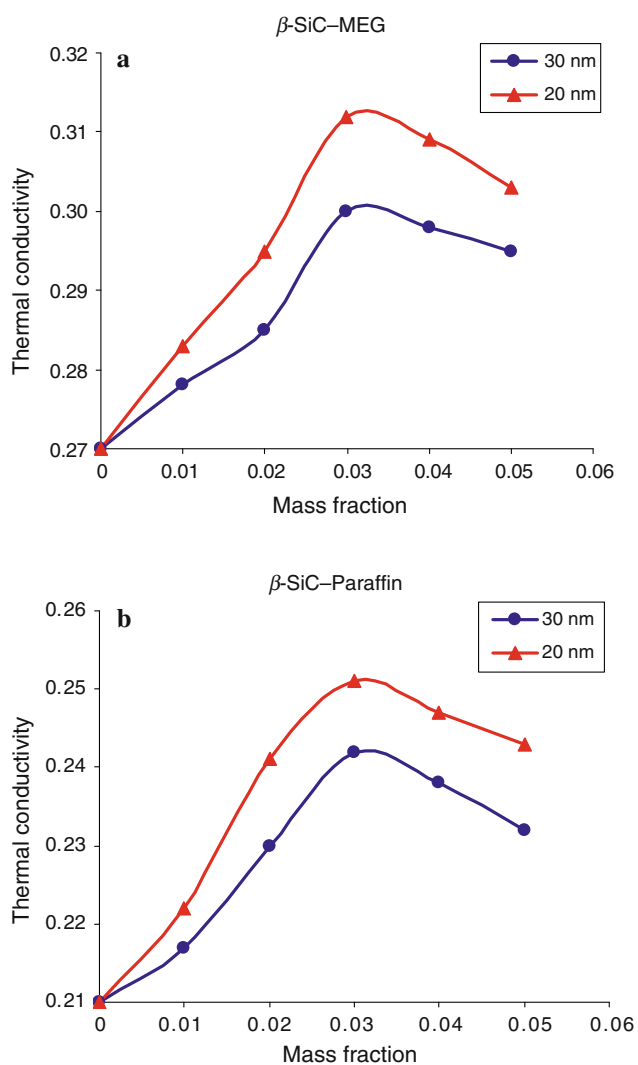 β-SiC–MEG
a
30 nm
20 nm
Thermal conductivity
0.32
0.31
0.30
0.29
0.28
0.27
0 0.01 0.02 0.03 0.04 0.05 0.06
Mass fraction
β-SiC–Paraffin
b
30 nm
20 nm
Thermal conductivity
0.26
0.25
0.24
0.23
0.22
0.21
0 0.01 0.02 0.03 0.04 0.05 0.06
Mass fraction